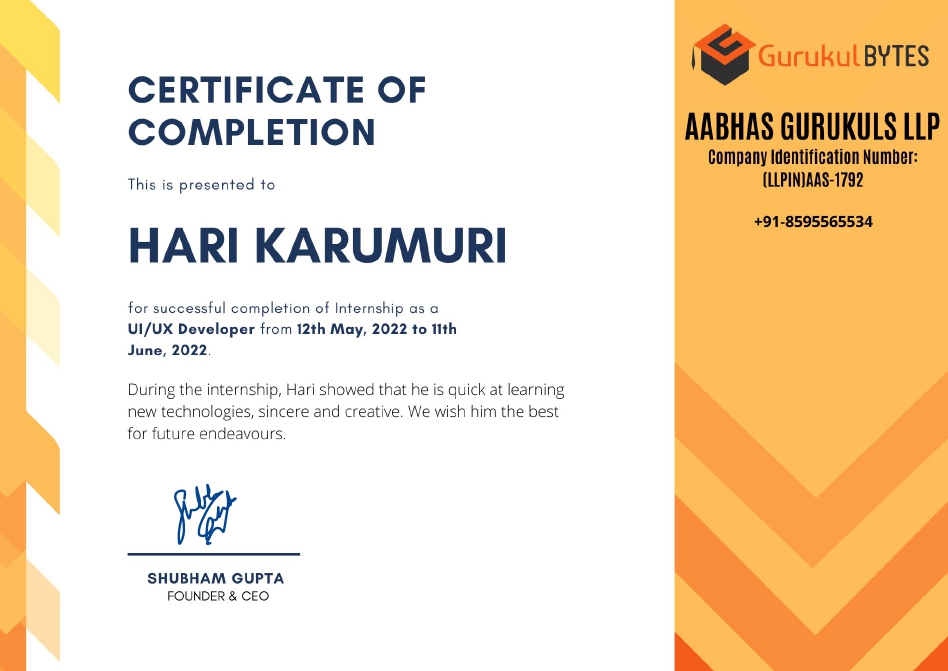 CERTIFICATE OF
COMPLETION
This is presented to
HARI KARUMURI
for successful completion of Internship as a
UI/UX Developer from 12th May, 2022 to 11th
June, 2022.
During the internship, Hari showed that he is quick at learning
new technologies, sincere and creative. We wish him the best
for future endeavours.
SHUBHAM GUPTA
FOUNDER & CEO
Gurukul BYTES
AABHAS GURUKULS LLP
Company Identification Number:
(LLPIN)AAS-1792
+91-8595565534